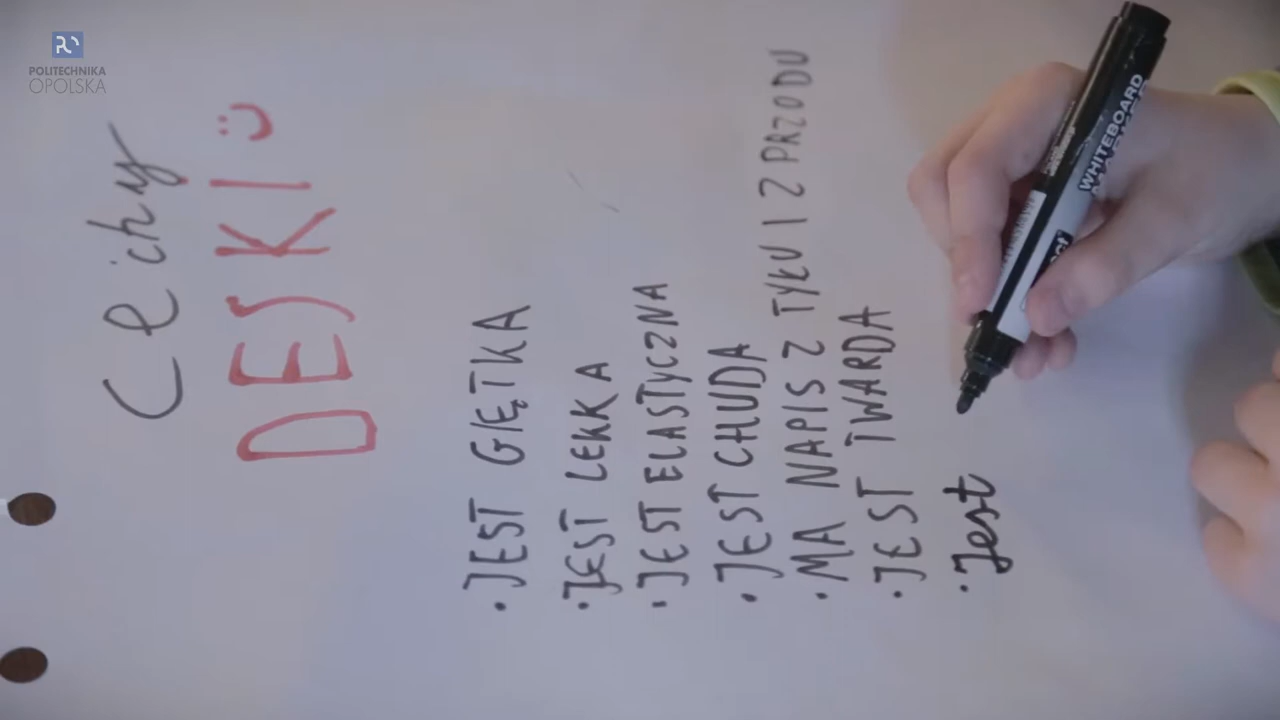 POLITECHNIKA
OPOLSKA
Cechy
DESKI
• JEST GIĘTKA
• JEST LEKKA
• JEST ELASTYCZNA
• JEST CHUDA
• MA NAPIS Z TYŁU I Z PRZODU
• JEST TWARDA
• Jest
WHITEBOARD